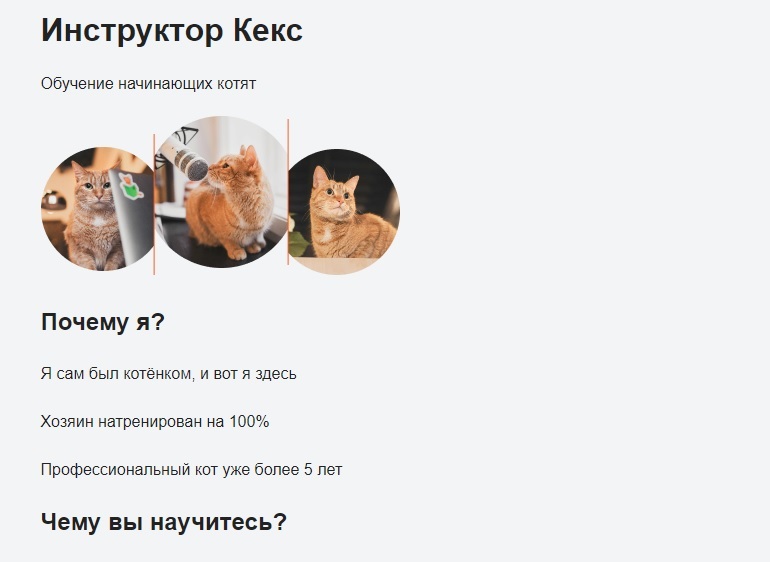 Инструктор Кекс
Обучение начинающих котят
Почему я?
Я сам был котёнком, и вот я здесь
Хозяин натренирован на 100%
Профессиональный кот уже более 5 лет
Чему вы научитесь?